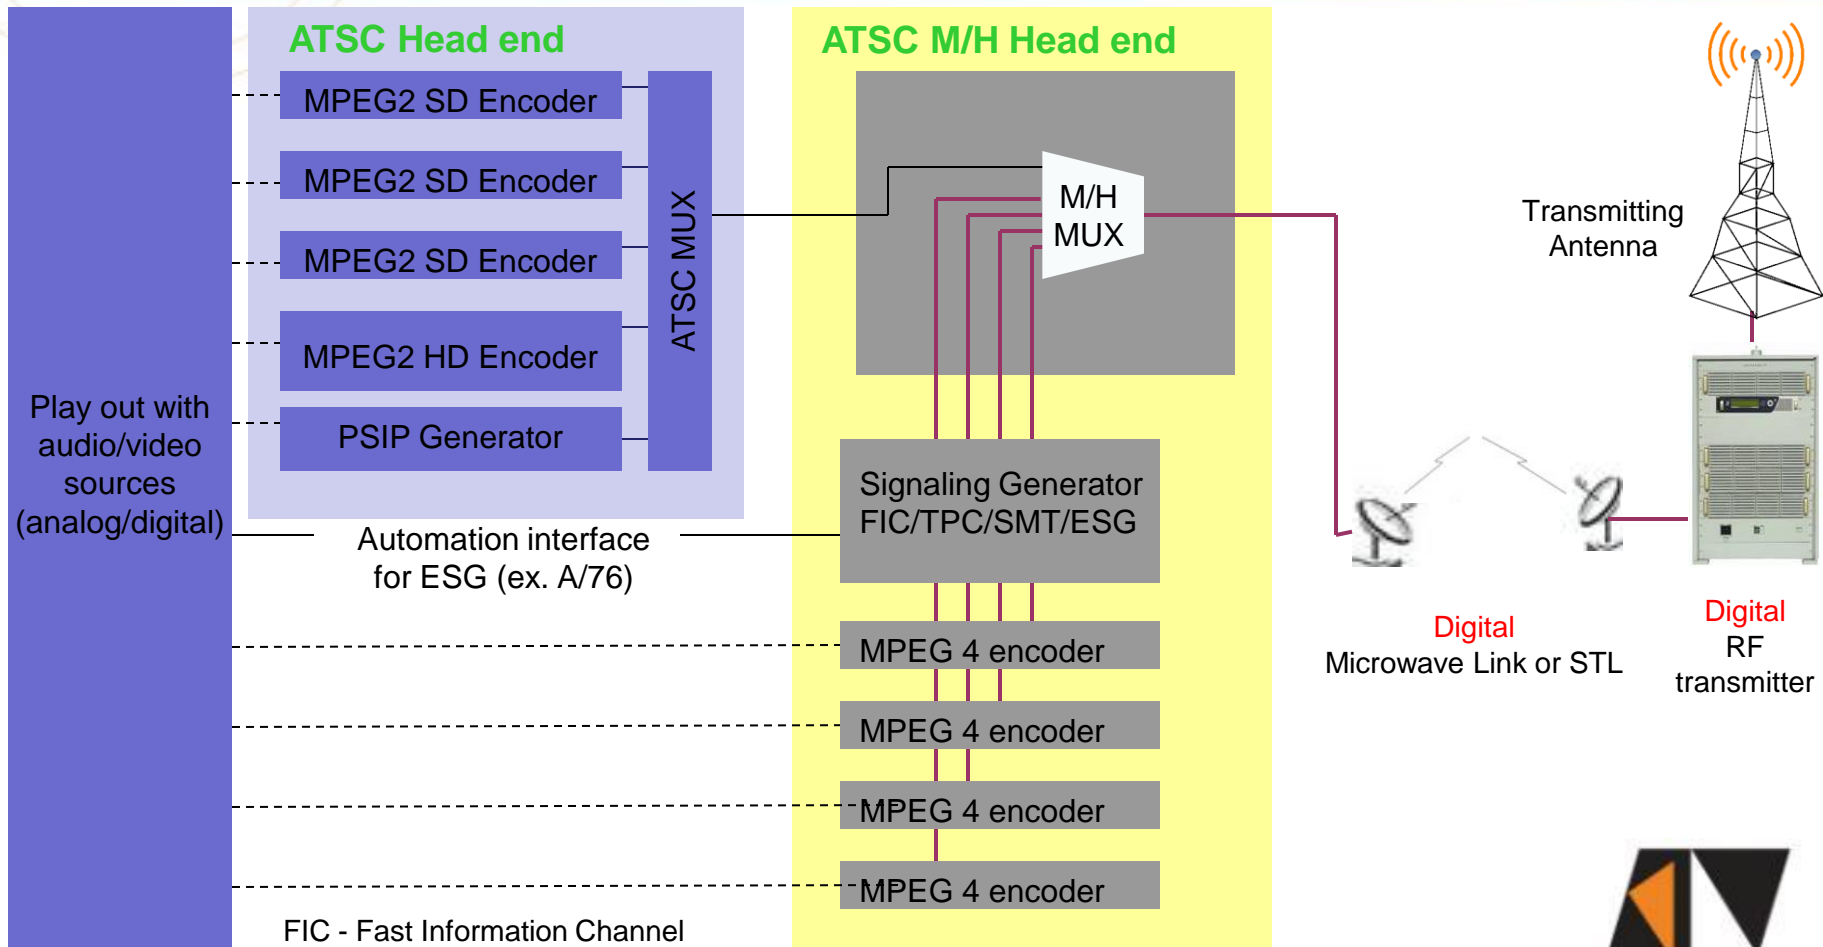 ATSC Head end
ATSC M/H Head end
MPEG2 SD Encoder
MPEG2 SD Encoder
MPEG2 SD Encoder
MPEG2 HD Encoder
PSIP Generator
ATSC MUX
M/H
MUX
Play out with
audio/video
sources
(analog/digital)
Automation interface
for ESG (ex. A/76)
Signaling Generator
FIC/TPC/SMT/ESG
MPEG 4 encoder
MPEG 4 encoder
MPEG 4 encoder
MPEG 4 encoder
FIC - Fast Information Channel
Transmitting
Antenna
Digital
Microwave Link or STL
Digital
RF
transmitter